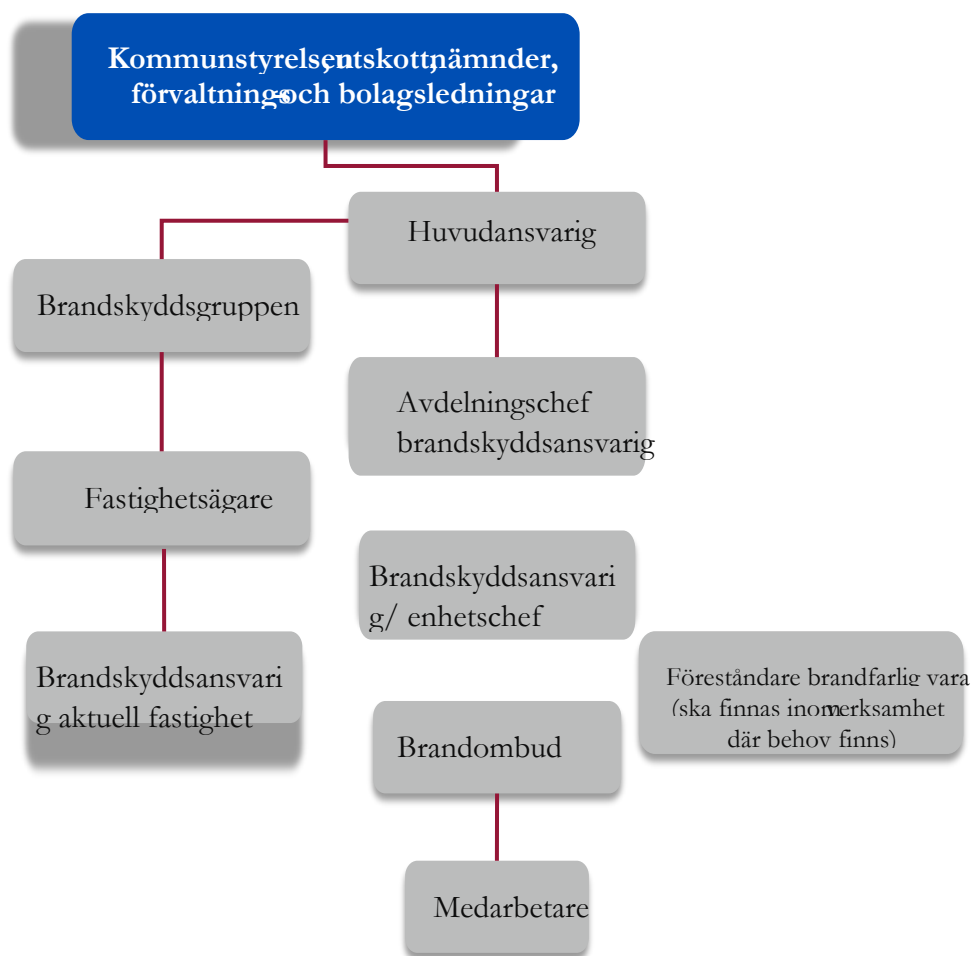 Kommunstyrelsen, utskott, nämnder,
förvaltnings- och bolagsledningar
Huvudansvarig
Brandskyddsgruppen
Avdelningschef
brandskyddsansvarig
Fastighetsägare
Brandskyddsansvari
g/ enhetschef
Brandskyddsansvari
g aktuell fastighet
Föreståndare brandfarlig vara
(ska finnas inom verksamhet
där behov finns)
Brandombud
Medarbetare